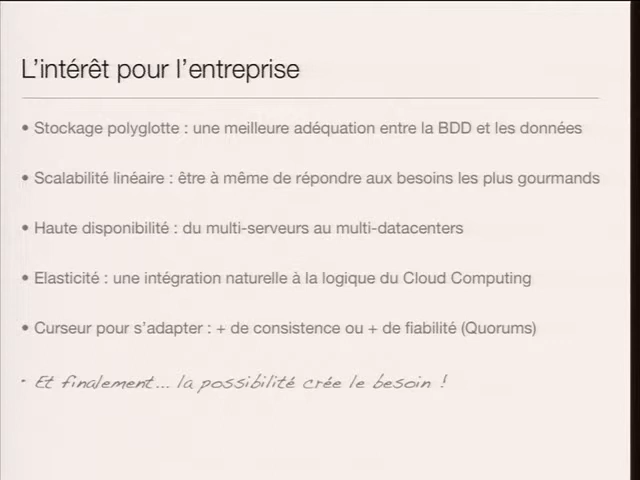 L'intérêt pour l'entreprise
• Stockage polyglotte : une meilleure adéquation entre la BDD et les données
• Scalabilité linéaire : être à même de répondre aux besoins les plus gourmands
• Haute disponibilité : du multi-serveurs au multi-datacenters
• Elasticité : une intégration naturelle à la logique du Cloud Computing
• Curseur pour s'adapter : + de consistence ou + de fiabilité (Quorums)
• Et finalement... la possibilité crée le besoin !